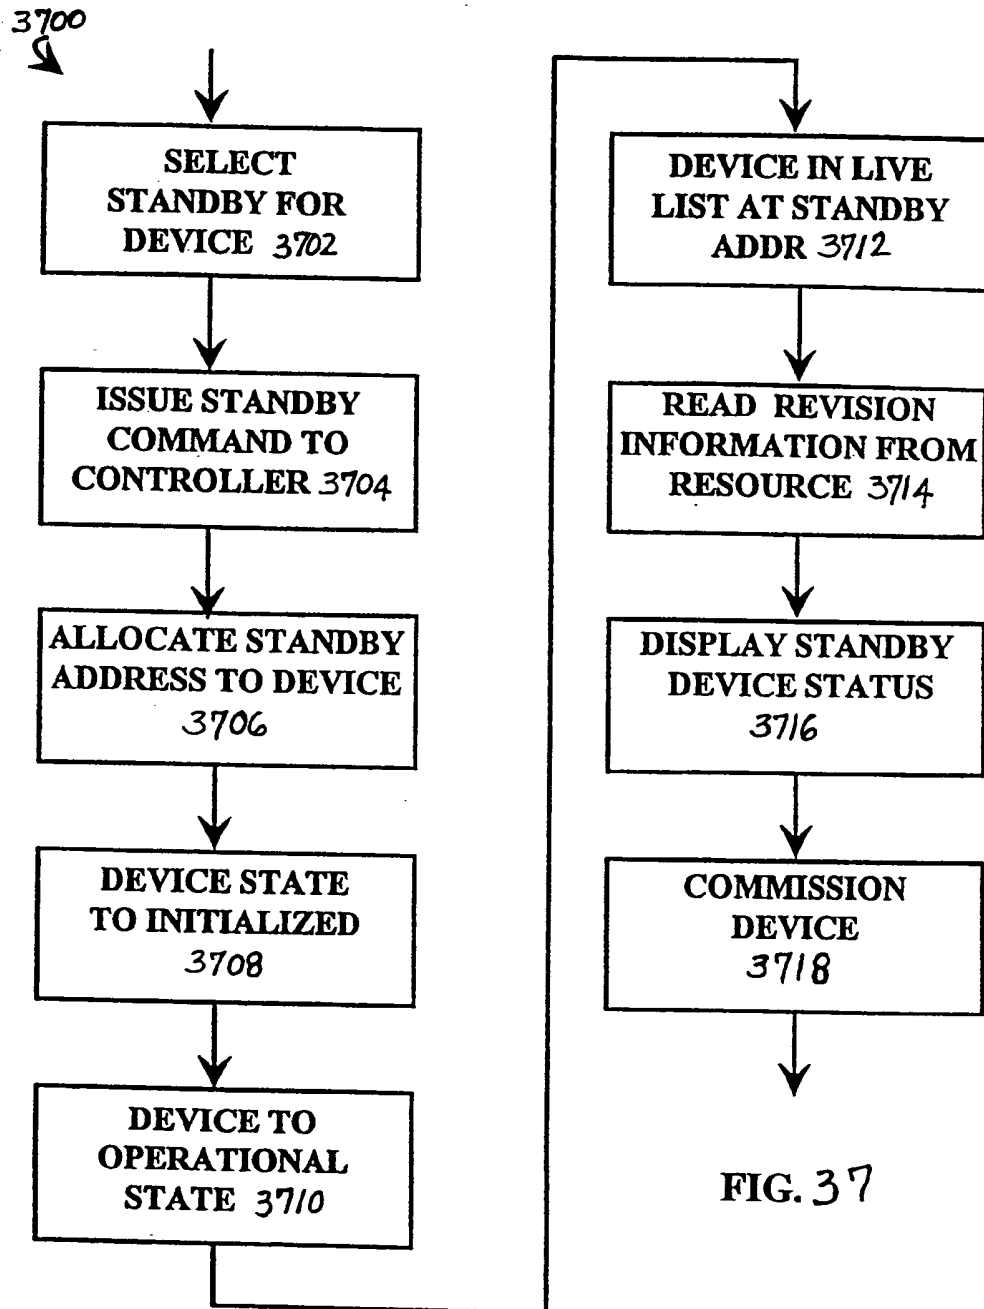 3700
SELECT
STANDBY FOR
DEVICE 3702
ISSUE STANDBY
COMMAND TO
CONTROLLER 3704
ALLOCATE STANDBY
ADDRESS TO DEVICE
3706
DEVICE STATE
TO INITIALIZED
3708
DEVICE TO
OPERATIONAL
STATE 3710
DEVICE IN LIVE
LIST AT STANDBY
ADDR 3712
READ REVISION
INFORMATION FROM
RESOURCE 3714
DISPLAY STANDBY
DEVICE STATUS
3716
COMMISSION
DEVICE
3718
FIG. 37